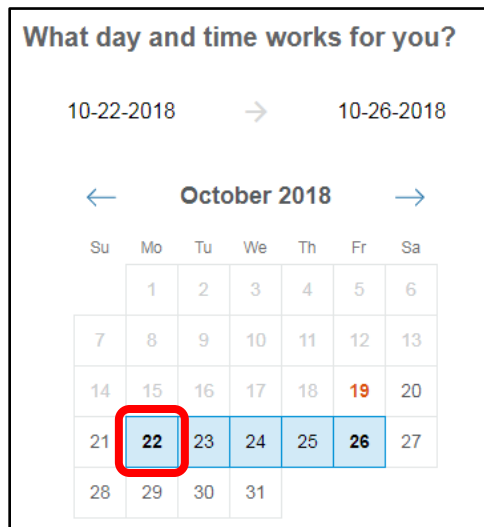 What day and time works for you?
10-22-2018 → 10-26-2018
← October 2018 →
Su Mo Tu We Th Fr Sa
1 2 3 4 5 6
7 8 9 10 11 12 13
14 15 16 17 18 19 20
21 22 23 24 25 26 27
28 29 30 31